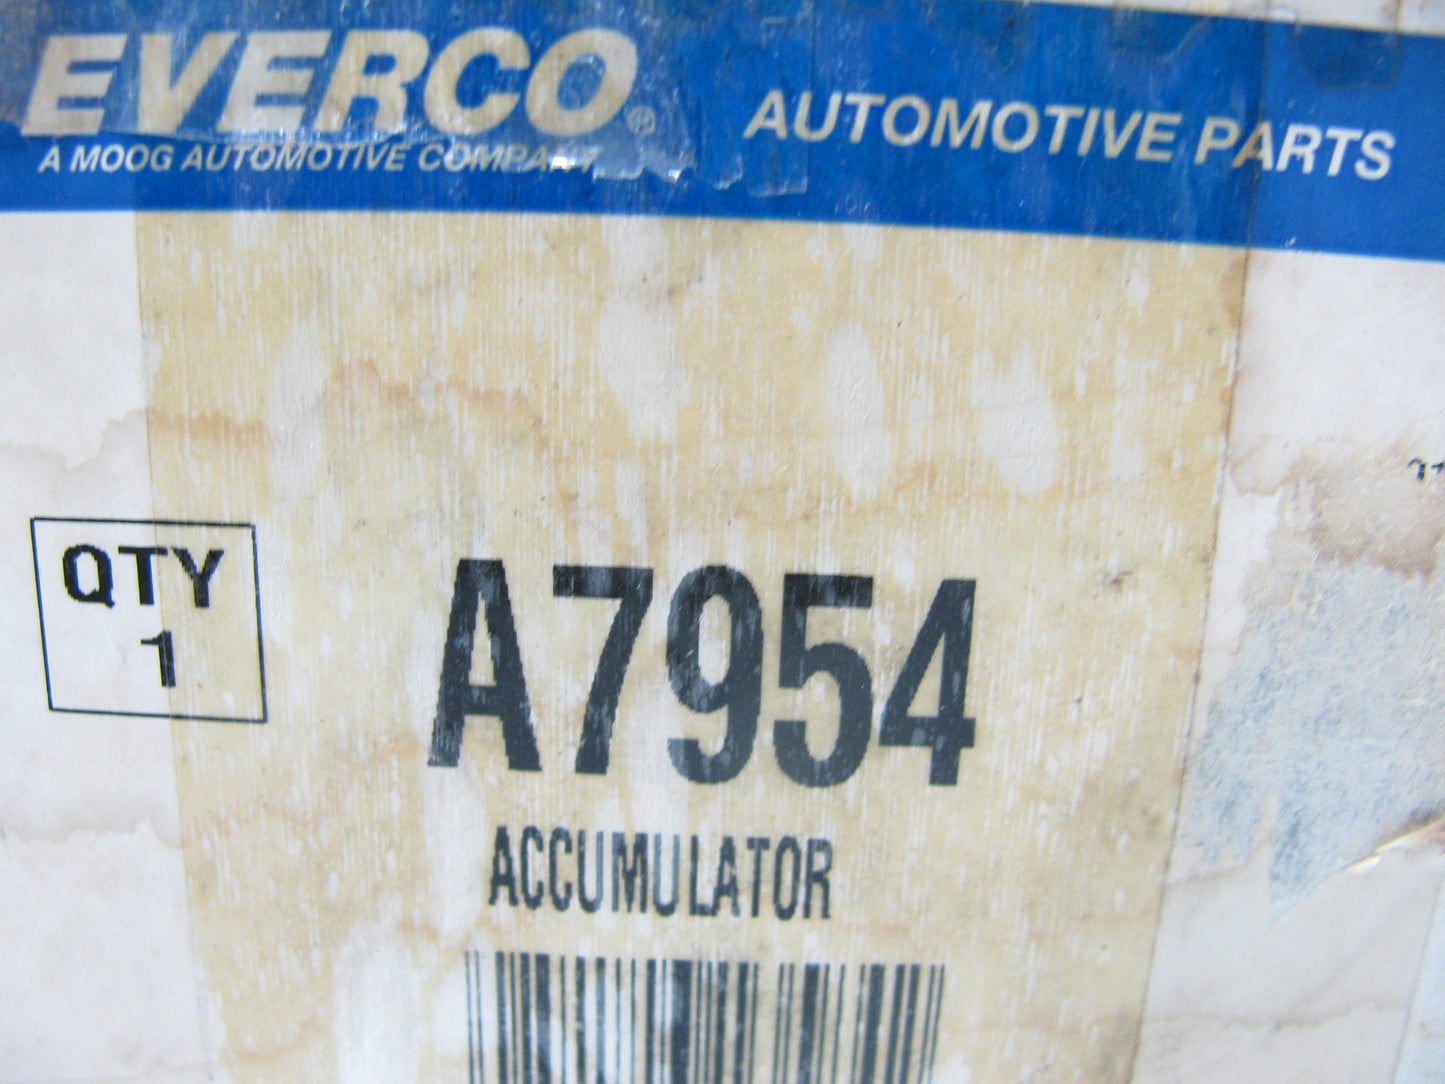 EVERCO®
A MOOG AUTOMOTIVE COMPANY
AUTOMOTIVE PARTS
QTY
1
A7954
ACCUMULATOR